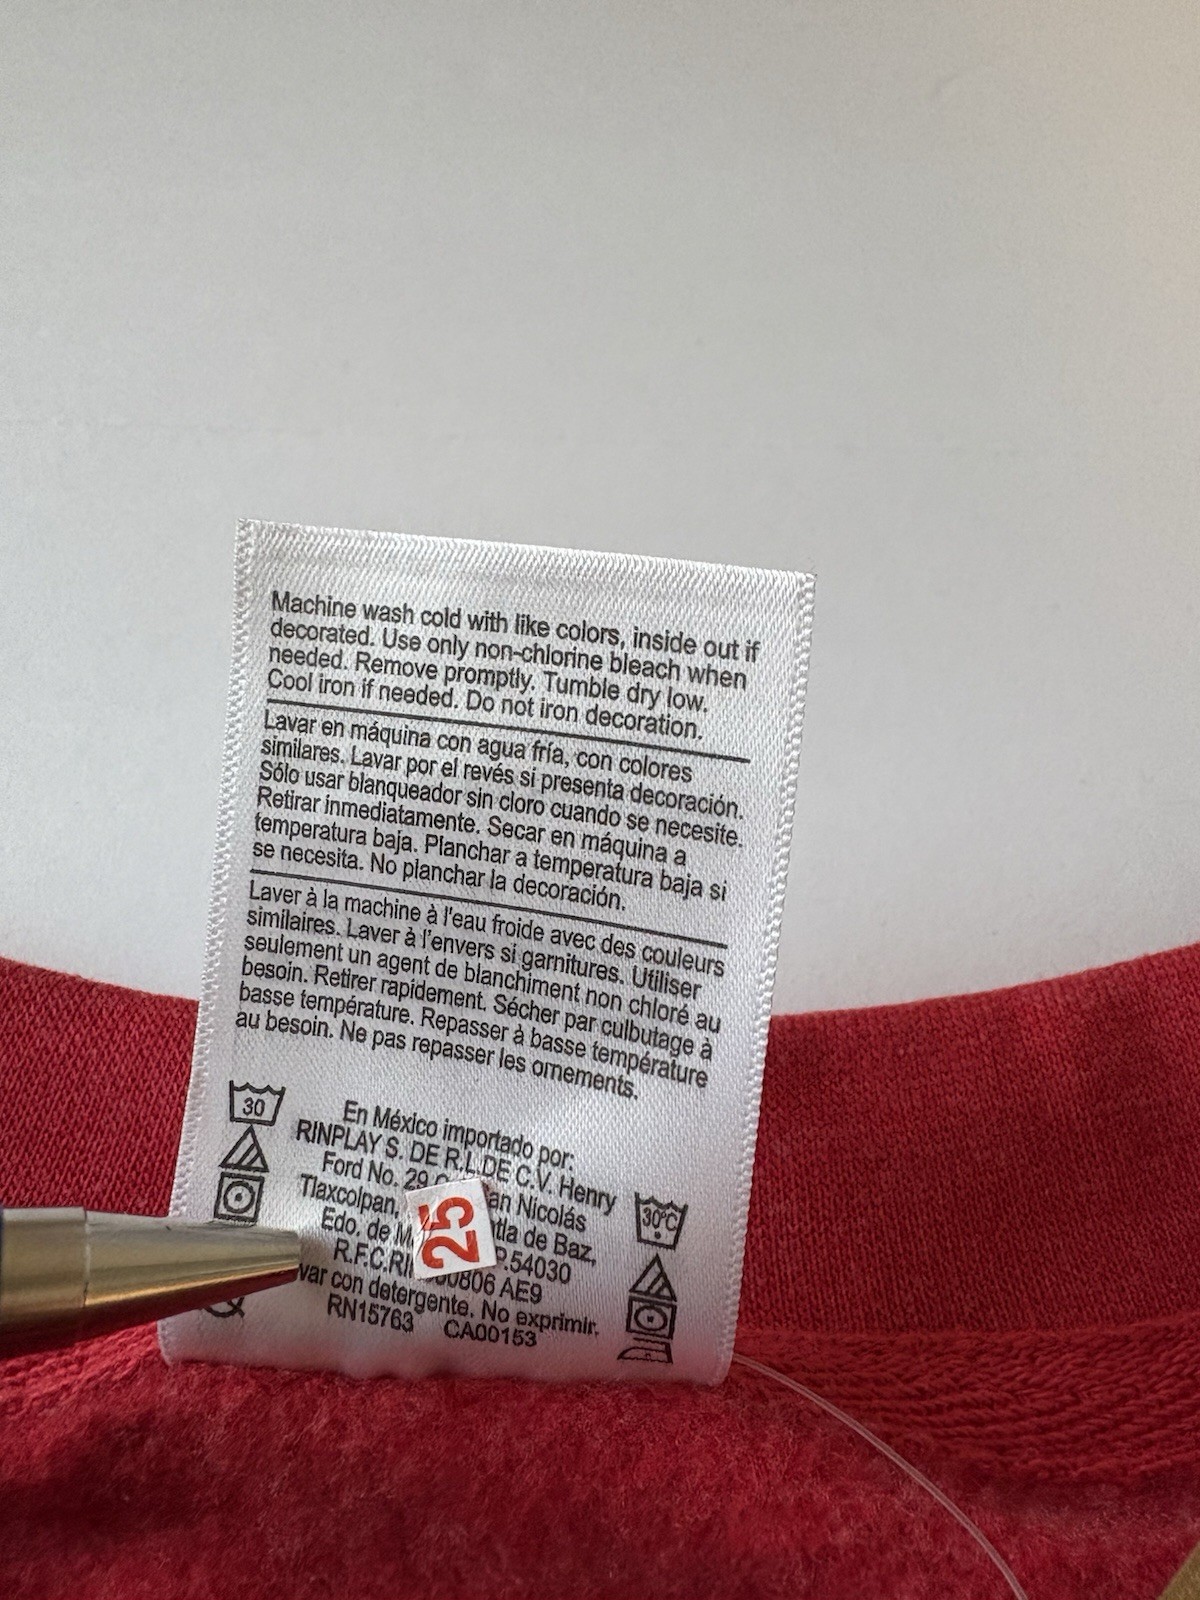 Machine wash cold with like colors, inside out if
decorated. Use only non-chlorine bleach when
needed. Remove promptly. Tumble dry low.
Cool iron if needed. Do not iron decoration.
Lavar en máquina con agua fría, con colores
similares. Lavar por el revés si presenta decoración.
Sólo usar blanqueador sin cloro cuando se necesite.
Retirar inmediatamente. Secar en máquina a
temperatura baja. Planchar a temperatura baja si
se necesita. No planchar la decoración.
Laver à la machine à l'eau froide avec des couleurs
similaires. Laver à l'envers si garnitures. Utiliser
seulement un agent de blanchiment non chloré au
besoin. Retirer rapidement. Sécher par culbutage à
basse température. Repasser à basse température
au besoin. Ne pas repasser les ornements.
30
En México importado por:
RINPLAY S. DE R.L.DE C.V. Henry
Ford No. 29 Nicolás
Tlaxcolpan, de Baz,
Edo. de 54030
R.F.C. 0806 AE9
con detergente. No exprimir.
RN15763 CA00153
25
30°C